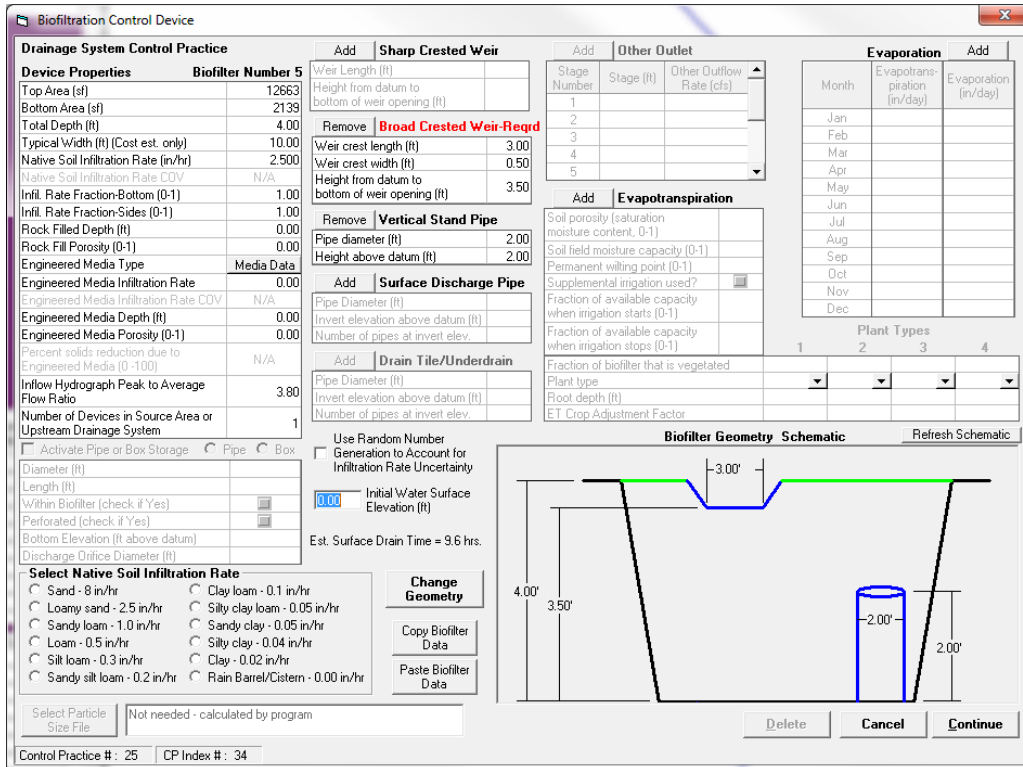 Biofiltration Control Device
X
Drainage System Control Practice
Device Properties Biofilter Number 5
Top Area (sf) 12663
Bottom Area (sf) 2139
Total Depth (ft) 4.00
Typical Width (ft) (Cost est. only) 10.00
Native Soil Infiltration Rate (in/hr) 2.500
Native Soil Infiltration Rate COV N/A
Infil. Rate Fraction-Bottom (0-1) 1.00
Infil. Rate Fraction-Sides (0-1) 1.00
Rock Filled Depth (ft) 0.00
Rock Fill Porosity (0-1) 0.00
Engineered Media Type Media Data
Engineered Media Infiltration Rate 0.00
Engineered Media Infiltration Rate COV N/A
Engineered Media Depth (ft) 0.00
Engineered Media Porosity (0-1) 0.00
Percent solids reduction due to
Engineered Media (0 -100) N/A
Inflow Hydrograph Peak to Average
Flow Ratio 3.80
Number of Devices in Source Area or
Upstream Drainage System 1
Activate Pipe or Box Storage Pipe Box
Diameter (ft)
Length (ft)
Within Biofilter (check if Yes)
Perforated (check if Yes)
Bottom Elevation (ft above datum)
Discharge Orifice Diameter (ft)
Select Native Soil Infiltration Rate
Sand - 8 in/hr
Loamy sand - 2.5 in/hr
Sandy loam - 1.0 in/hr
Loam - 0.5 in/hr
Silt loam - 0.3 in/hr
Sandy silt loam - 0.2 in/hr
Clay loam - 0.1 in/hr
Silty clay loam - 0.05 in/hr
Sandy clay - 0.05 in/hr
Silty clay - 0.04 in/hr
Clay - 0.02 in/hr
Rain Barrel/Cistern - 0.00 in/hr
Select Particle
Size File
Not needed - calculated by program
Control Practice # : 25 CP Index # : 34
Add Sharp Crested Weir
Weir Length (ft)
Height from datum to
bottom of weir opening (ft)
Remove Broad Crested Weir-Reqrd
Weir crest length (ft) 3.00
Weir crest width (ft) 0.50
Height from datum to
bottom of weir opening (ft) 3.50
Remove Vertical Stand Pipe
Pipe diameter (ft) 2.00
Height above datum (ft) 2.00
Add Surface Discharge Pipe
Pipe Diameter (ft)
Invert elevation above datum (ft)
Number of pipes at invert elev.
Add Drain Tile/Underdrain
Pipe Diameter (ft)
Invert elevation above datum (ft)
Number of pipes at invert elev.
Use Random Number
Generation to Account for
Infiltration Rate Uncertainty
0.00 Initial Water Surface
Elevation (ft)
Est. Surface Drain Time = 9.6 hrs.
Change
Geometry
Copy Biofilter
Data
Paste Biofilter
Data
Add Other Outlet
Stage
Number
Stage (ft)
Other Outflow
Rate (cfs)
1
2
3
4
5
Add Evapotranspiration
Soil porosity (saturation
moisture content, 0-1)
Soil field moisture capacity (0-1)
Permanent wilting point (0-1)
Supplemental irrigation used?
Fraction of available capacity
when irrigation starts (0-1)
Fraction of available capacity
when irrigation stops (0-1)
Fraction of biofilter that is vegetated
Plant type
Root depth (ft)
ET Crop Adjustment Factor
Evaporation Add
Month
Evapotrans-
piration
(in/day)
Evaporation
(in/day)
Jan
Feb
Mar
Apr
May
Jun
Jul
Aug
Sep
Oct
Nov
Dec
Plant Types
1 2 3 4
Biofilter Geometry Schematic Refresh Schematic
3.00'
4.00'
3.50'
2.00'
2.00'
Delete Cancel Continue